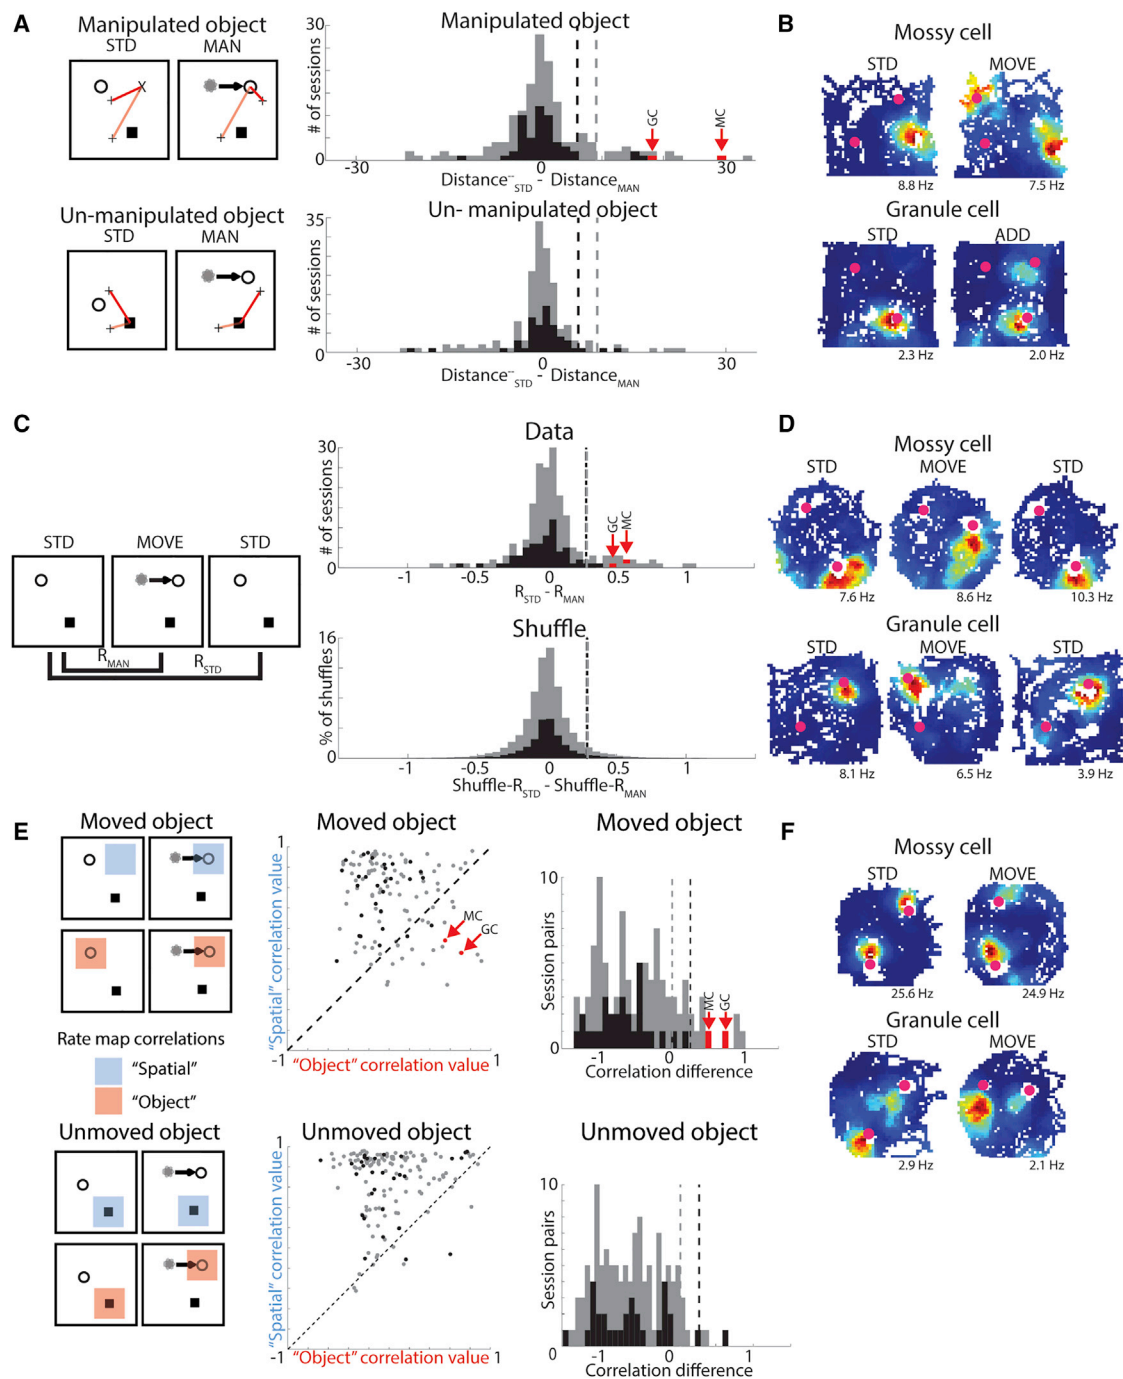 A
Manipulated object
STD MAN
X
Manipulated object
30
# of sessions
0
GC
MC
-30 0 30
Distance‾STD - DistanceMAN
Un-manipulated object
STD MAN
Un- manipulated object
35
# of sessions
0
-30 0 30
Distance‾STD - DistanceMAN
B
Mossy cell
STD MOVE
8.8 Hz 7.5 Hz
Granule cell
STD ADD
2.3 Hz 2.0 Hz
C
STD MOVE STD
RMAN
RSTD
Data
30
# of sessions
0
GC
MC
-1 -0.5 0 0.5 1
RSTD - RMAN
Shuffle
16
% of shuffles
0
-1 -0.5 0 0.5 1
Shuffle-RSTD - Shuffle-RMAN
D
Mossy cell
STD MOVE STD
7.6 Hz 8.6 Hz 10.3 Hz
Granule cell
STD MOVE STD
8.1 Hz 6.5 Hz 3.9 Hz
E
Moved object
Rate map correlations
"Spatial"
"Object"
Moved object
1
"Spatial" correlation value
MC
GC
-1 "Object" correlation value 1
Moved object
10
Session pairs
0
MC
GC
-1 0 1
Correlation difference
Unmoved object
Unmoved object
1
"Spatial" correlation value
-1 "Object" correlation value 1
Unmoved object
10
Session pairs
0
-1 0 1
Correlation difference
F
Mossy cell
STD MOVE
25.6 Hz 24.9 Hz
Granule cell
STD MOVE
2.9 Hz 2.1 Hz